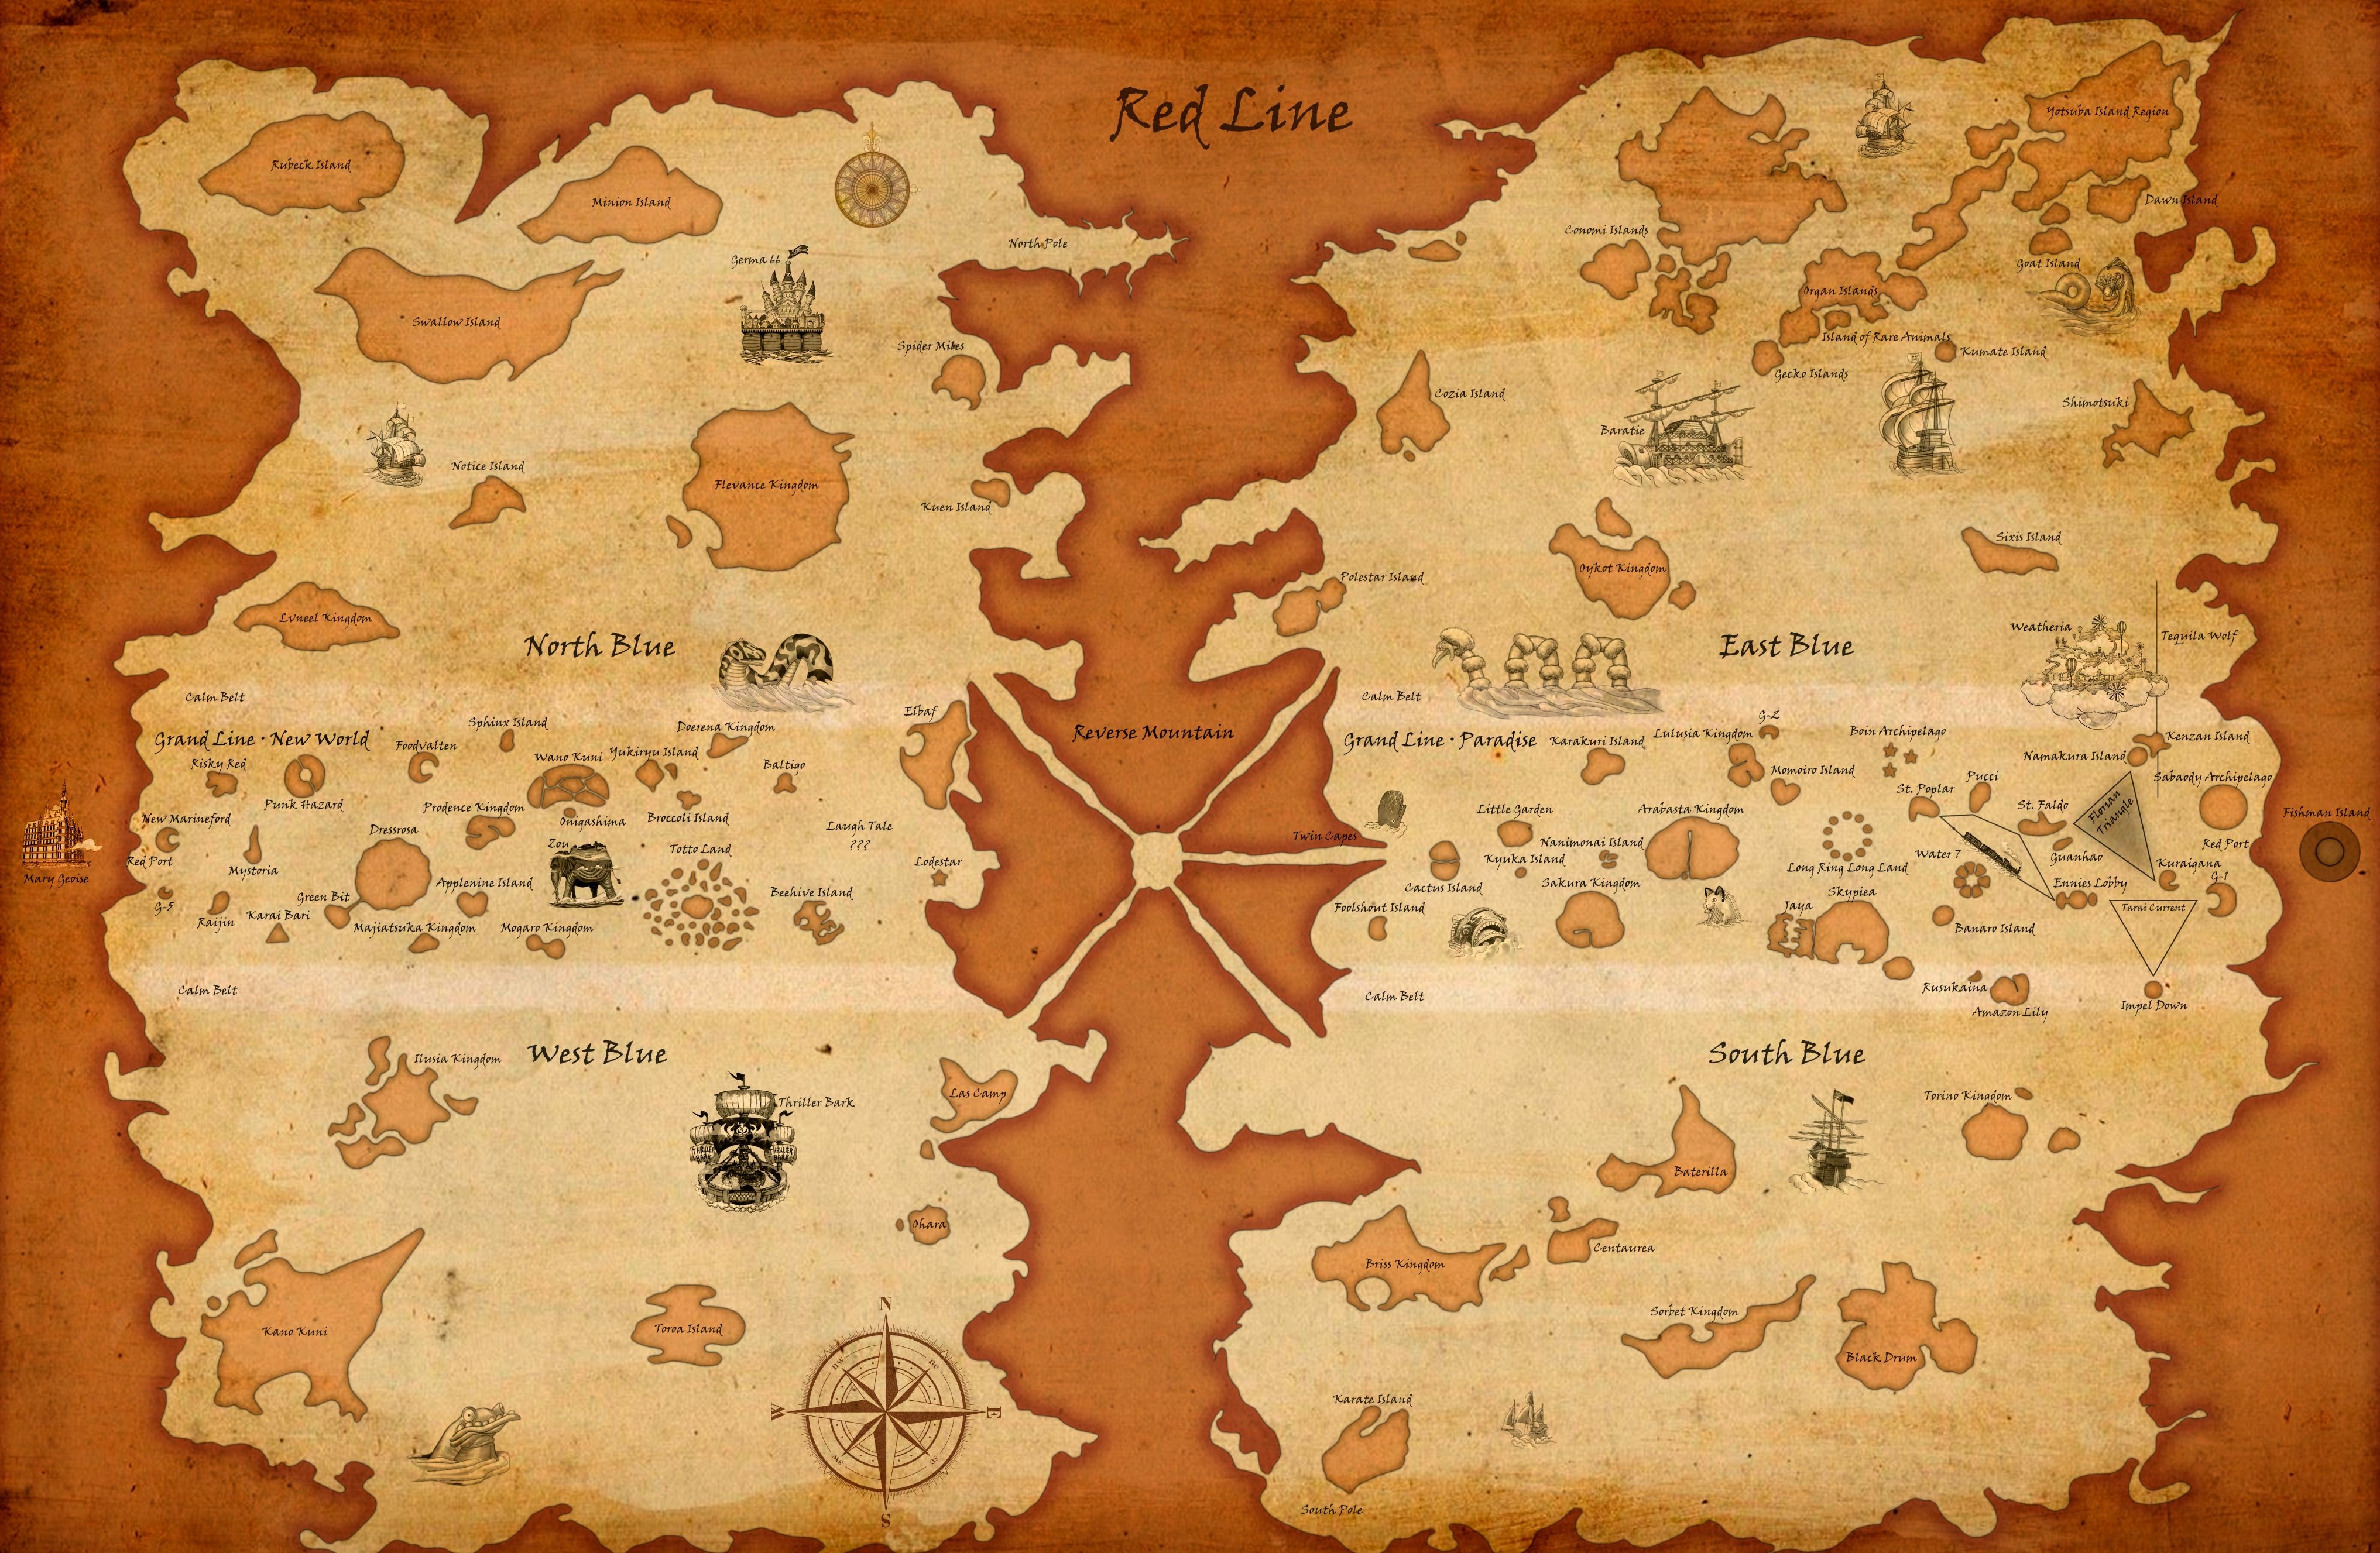 Red Line
Rubeck Island
Minion Island
North Pole
Germa 66
Swallow Island
Spider Miles
Notice Island
Flevance Kingdom
Kuen Island
Lvneel Kingdom
North Blue
Yotsuba Island Region
Dawn Island
Conomi Islands
Goat Island
Organ Islands
Island of Rare Animals
Kumate Island
Gecko Islands
Cozia Island
Shimotsuki
Baratie
Sixis Island
Oykot Kingdom
Polestar Island
Weatheria
Tequila Wolf
East Blue
Calm Belt
Grand Line · New World
Sphinx Island
Doerena Kingdom
Elbaf
Foodvalten
Risky Red
Wano Kuni
Yukiryu Island
Baltigo
Punk Hazard
Prodence Kingdom
New Marineford
Onigashima
Broccoli Island
Dressrosa
Laugh Tale
???
Zou
Totto Land
Red Port
Mystoria
Lodestar
Mary Geoise
Applenine Island
Green Bit
Beehive Island
G-5
Raijin
Karai Bari
Majiatsuka Kingdom
Mogaro Kingdom
Calm Belt
Reverse Mountain
Twin Capes
Calm Belt
Grand Line · Paradise
Karakuri Island
Lulusia Kingdom
G-2
Boin Archipelago
Kenzan Island
Namakura Island
Momoiro Island
Pucci
Sabaody Archipelago
St. Poplar
St. Faldo
Florian
Triangle
Fishman Island
Little Garden
Arabasta Kingdom
Nanimonai Island
Kyuka Island
Water 7
Guanhao
Red Port
Long Ring Long Land
Kuraigana
Cactus Island
Sakura Kingdom
Skypiea
Ennies Lobby
G-1
Foolshout Island
Jaya
Tarai Current
Banaro Island
Rusukaina
Amazon Lily
Impel Down
Calm Belt
West Blue
Ilusia Kingdom
Las Camp
Thriller Bark
THRILLER
Ohara
Kano Kuni
Toroa Island
N
nw
ne
W
E
sw
se
S
South Blue
Torino Kingdom
Baterilla
Centaurea
Briss Kingdom
Sorbet Kingdom
Black Drum
Karate Island
South Pole